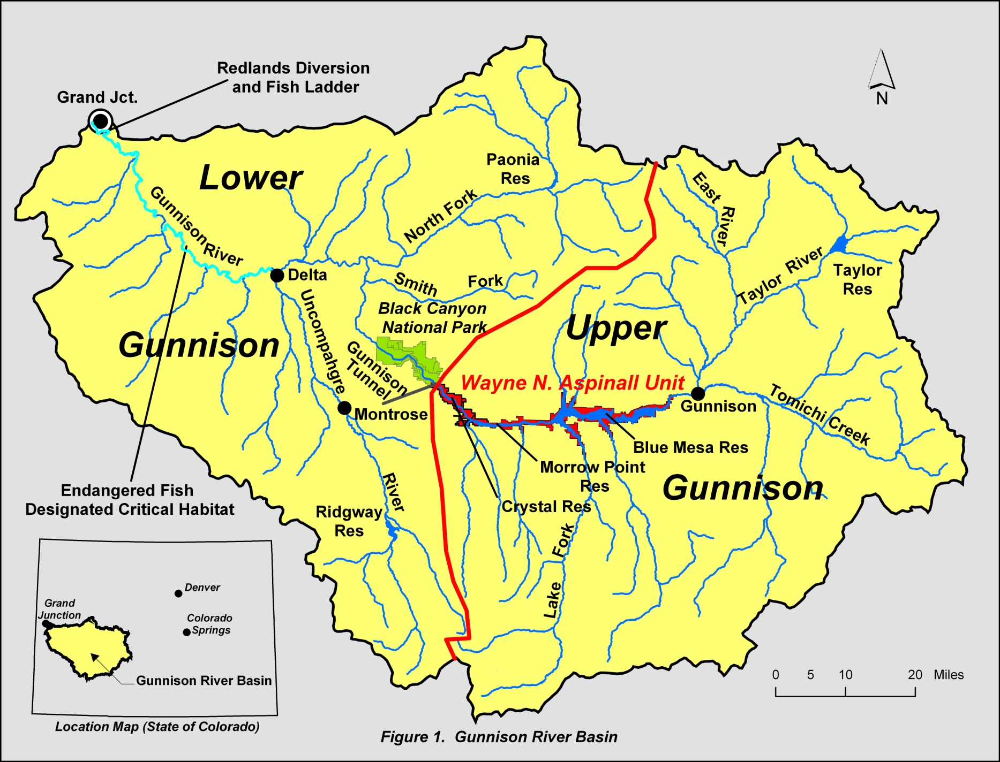 Redlands Diversion
and Fish Ladder
Grand Jct.
N
Lower
Paonia
Res
East
River
Gunnison
River
North Fork
Taylor River
Taylor
Res
Delta
Smith
Fork
Black Canyon
National Park
Upper
Gunnison
Uncompahgre
Gunnison
Tunnel
Wayne N. Aspinall Unit
Gunnison
Tomichi Creek
Montrose
Blue Mesa Res
Morrow Point
Res
Gunnison
Crystal Res
River
Endangered Fish
Designated Critical Habitat
Ridgway
Res
Lake
Fork
Denver
Grand
Junction
Colorado
Springs
Gunnison River Basin
Location Map (State of Colorado)
0 5 10 20 Miles
Figure 1. Gunnison River Basin